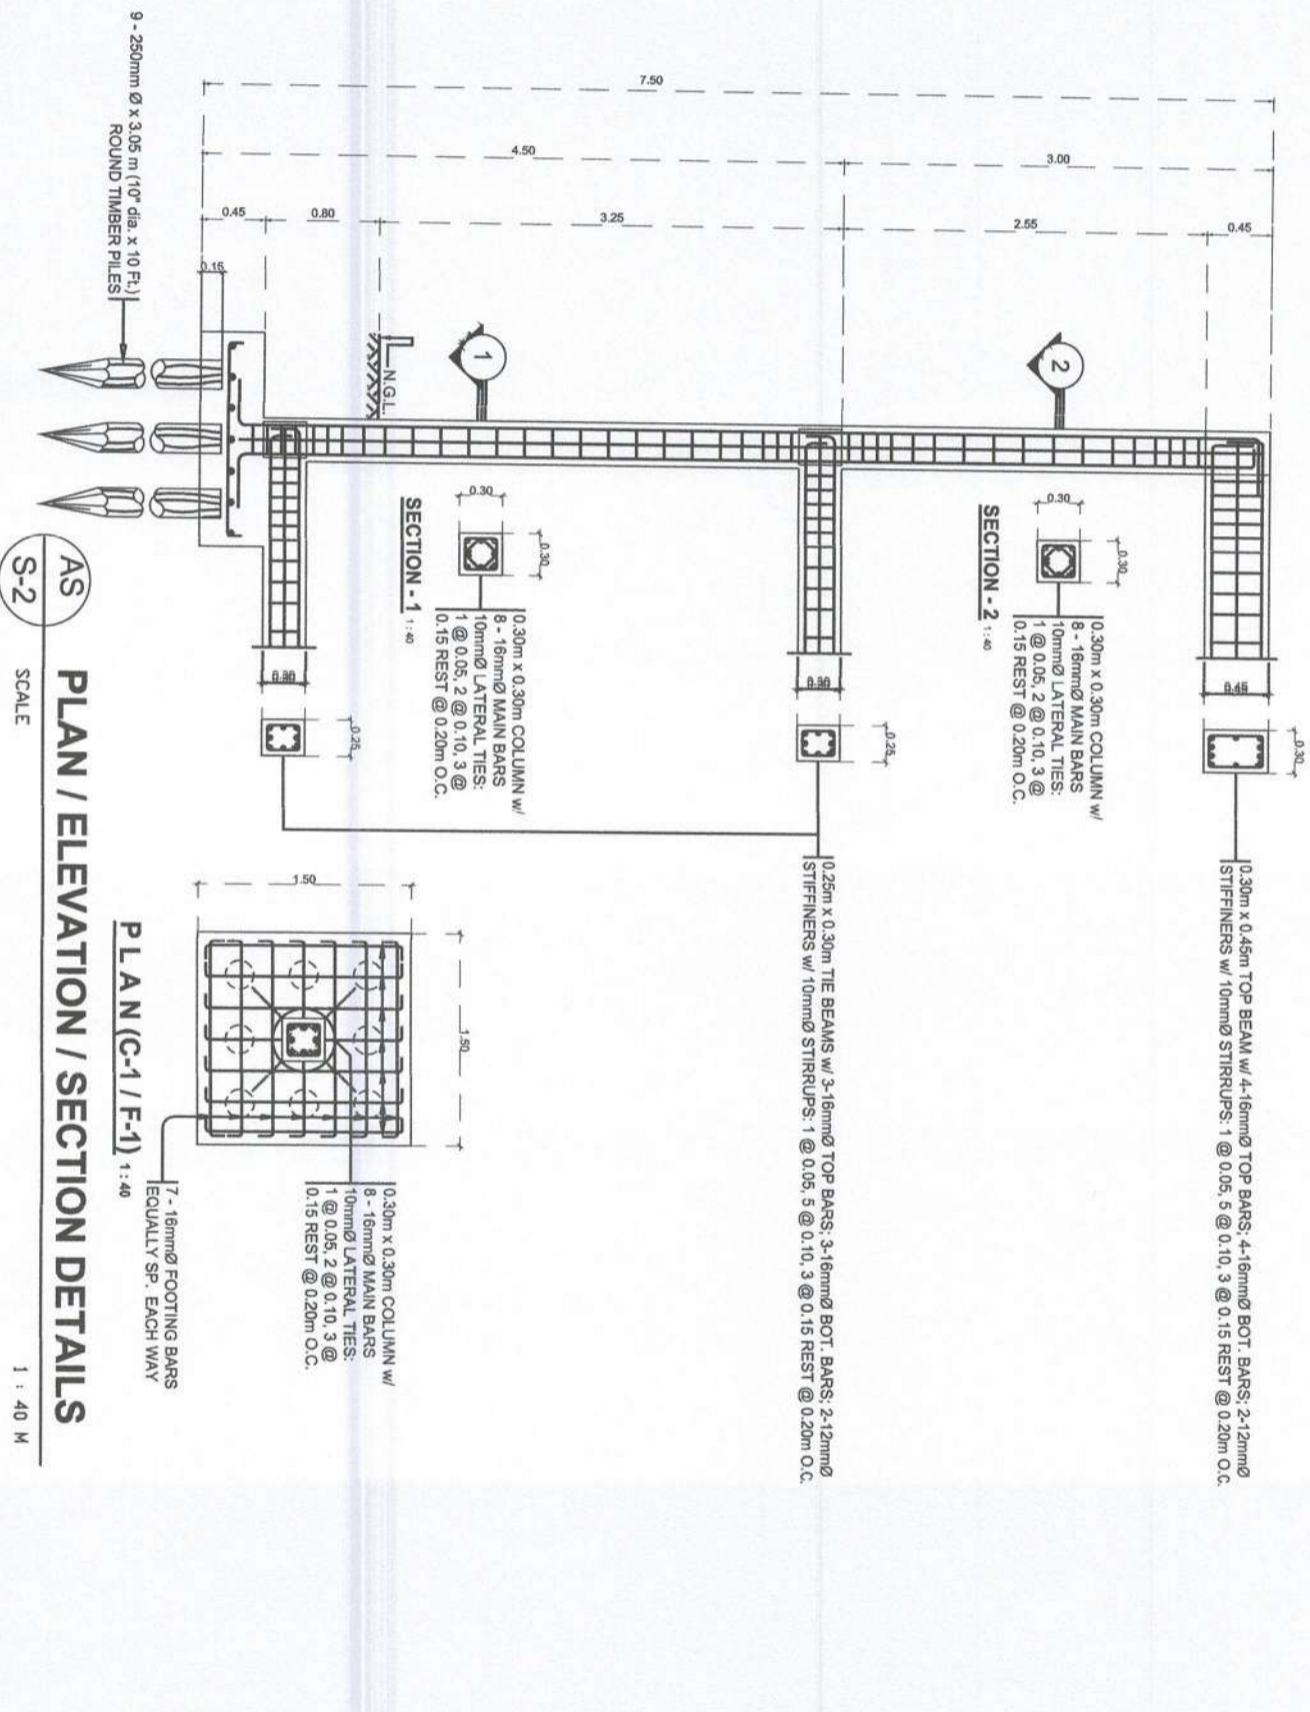 7.50
4.50
3.00
0.45
0.80
3.25
2.55
0.45
0.15
9 - 250mm Ø x 3.05 m (10" dia. x 10 Ft.)
ROUND TIMBER PILES
N.G.L.
1
2
0.30
0.30
0.30m x 0.30m COLUMN w/
8 - 16mmØ MAIN BARS
10mmØ LATERAL TIES:
1 @ 0.05, 2 @ 0.10, 3 @
0.15 REST @ 0.20m O.C.
SECTION - 1 1:40
0.30
0.30
0.30m x 0.30m COLUMN w/
8 - 16mmØ MAIN BARS
10mmØ LATERAL TIES:
1 @ 0.05, 2 @ 0.10, 3 @
0.15 REST @ 0.20m O.C.
SECTION - 2 1:40
0.25
0.25
0.45
0.30
0.30m x 0.45m TOP BEAM w/ 4-16mmØ TOP BARS; 4-16mmØ BOT. BARS; 2-12mmØ
STIFFINERS w/ 10mmØ STIRRUPS: 1 @ 0.05, 5 @ 0.10, 3 @ 0.15 REST @ 0.20m O.C.
0.25m x 0.30m TIE BEAMS w/ 3-16mmØ TOP BARS; 3-16mmØ BOT. BARS; 2-12mmØ
STIFFINERS w/ 10mmØ STIRRUPS: 1 @ 0.05, 5 @ 0.10, 3 @ 0.15 REST @ 0.20m O.C.
1.50
1.50
0.30m x 0.30m COLUMN w/
8 - 16mmØ MAIN BARS
10mmØ LATERAL TIES:
1 @ 0.05, 2 @ 0.10, 3 @
0.15 REST @ 0.20m O.C.
7 - 16mmØ FOOTING BARS
EQUALLY SP. EACH WAY
P L A N (C-1 / F-1) 1:40
AS
S-2
PLAN / ELEVATION / SECTION DETAILS
SCALE
1 : 40 M